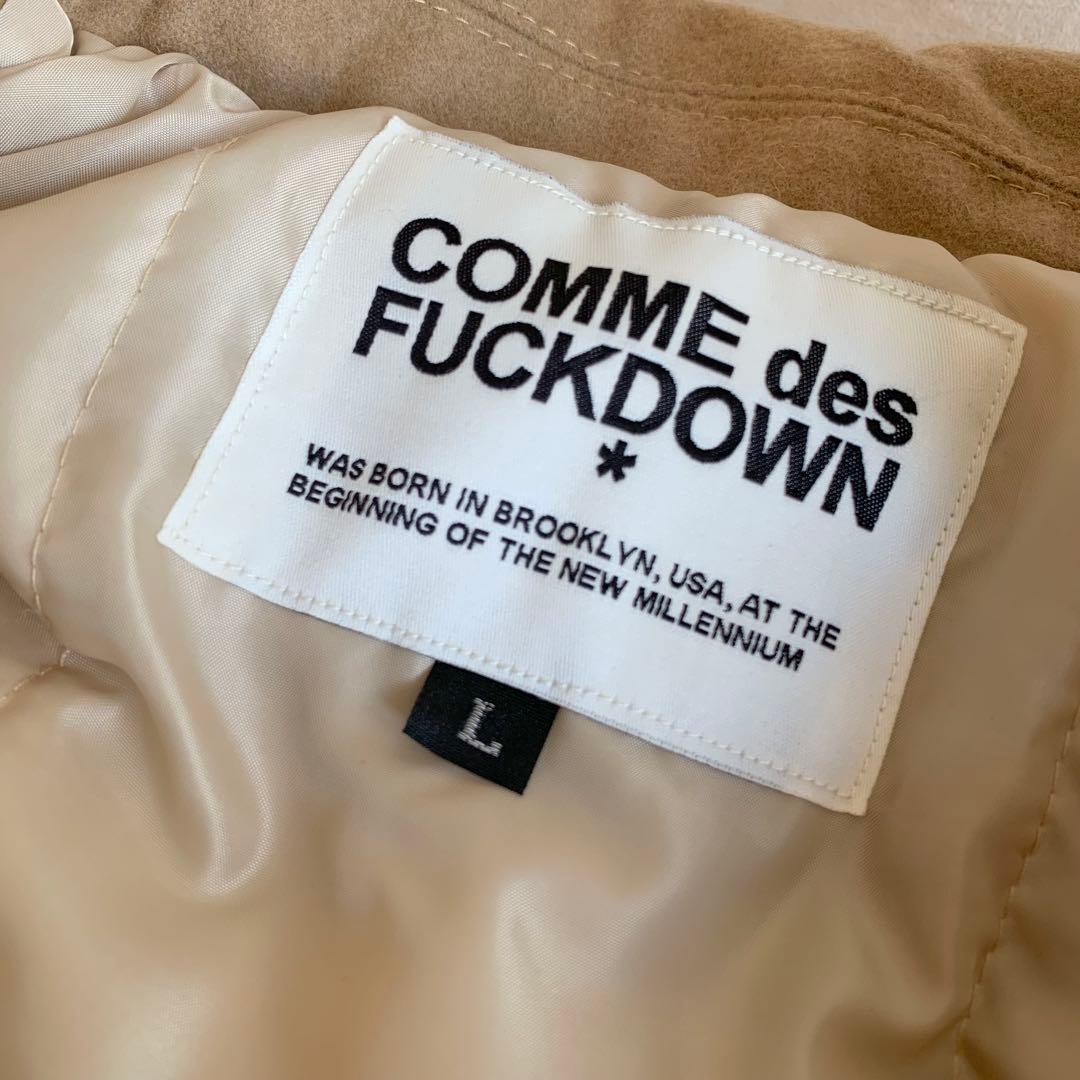 COMME des
FUCKDOWN
*
WAS BORN IN BROOKLYN, USA, AT THE
BEGINNING OF THE NEW MILLENNIUM
L